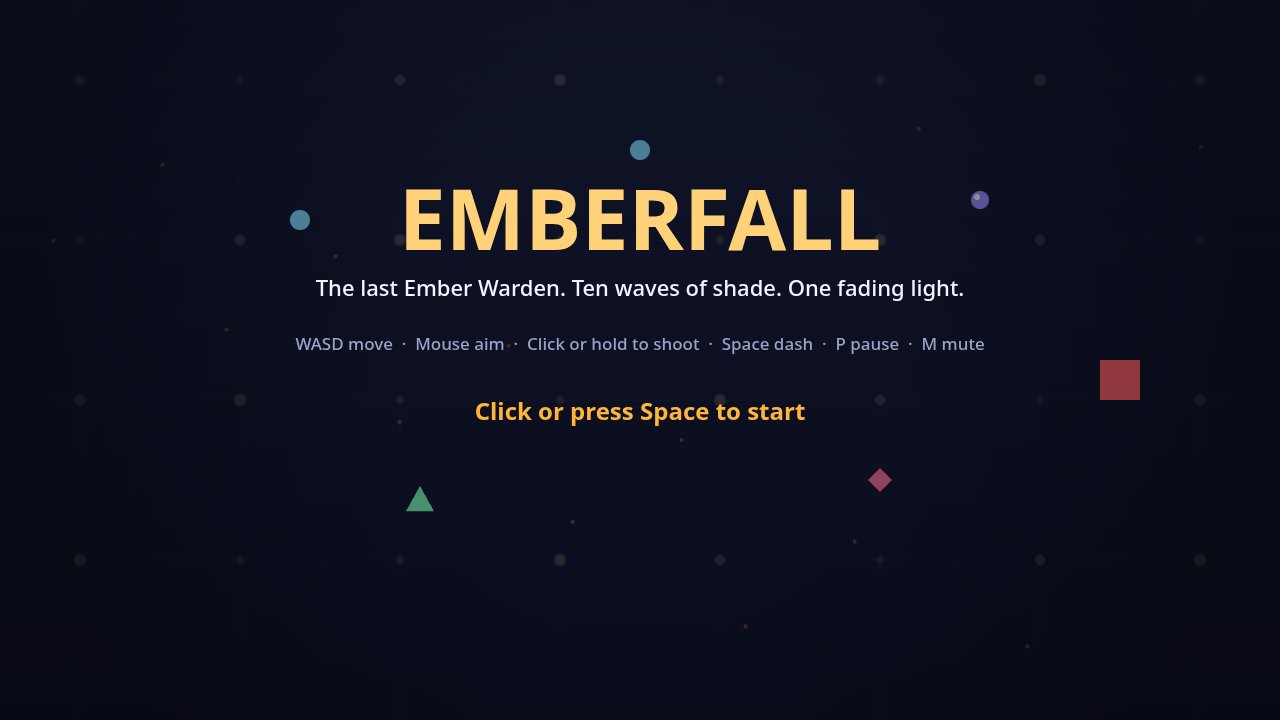 EMBERFALL
The last Ember Warden. Ten waves of shade. One fading light.
WASD move · Mouse aim · Click or hold to shoot · Space dash · P pause · M mute
Click or press Space to start